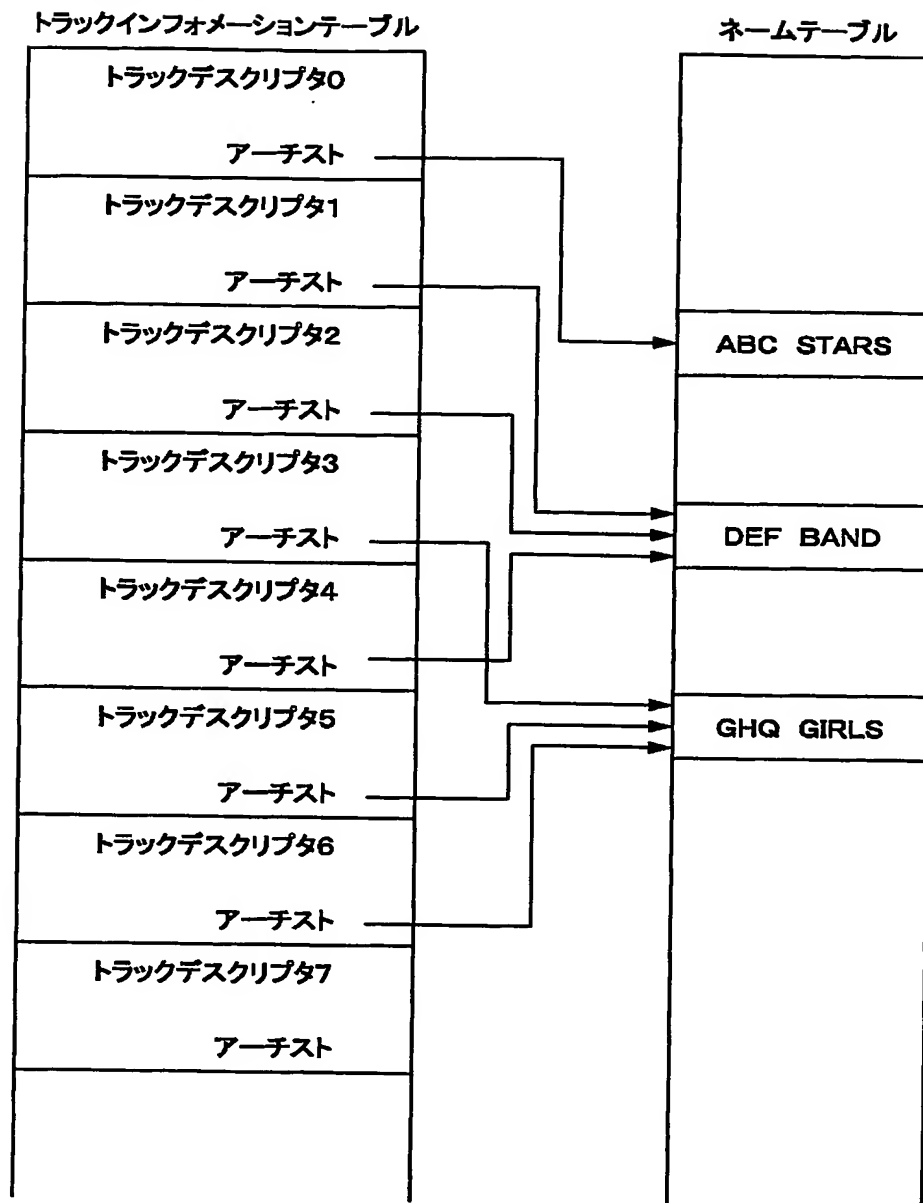 トラックインフォメーションテーブル
ネームテーブル
トラックデスクリプタ0
アーチスト
トラックデスクリプタ1
アーチスト
トラックデスクリプタ2
アーチスト
トラックデスクリプタ3
アーチスト
トラックデスクリプタ4
アーチスト
トラックデスクリプタ5
アーチスト
トラックデスクリプタ6
アーチスト
トラックデスクリプタ7
アーチスト
ABC STARS
DEF BAND
GHQ GIRLS